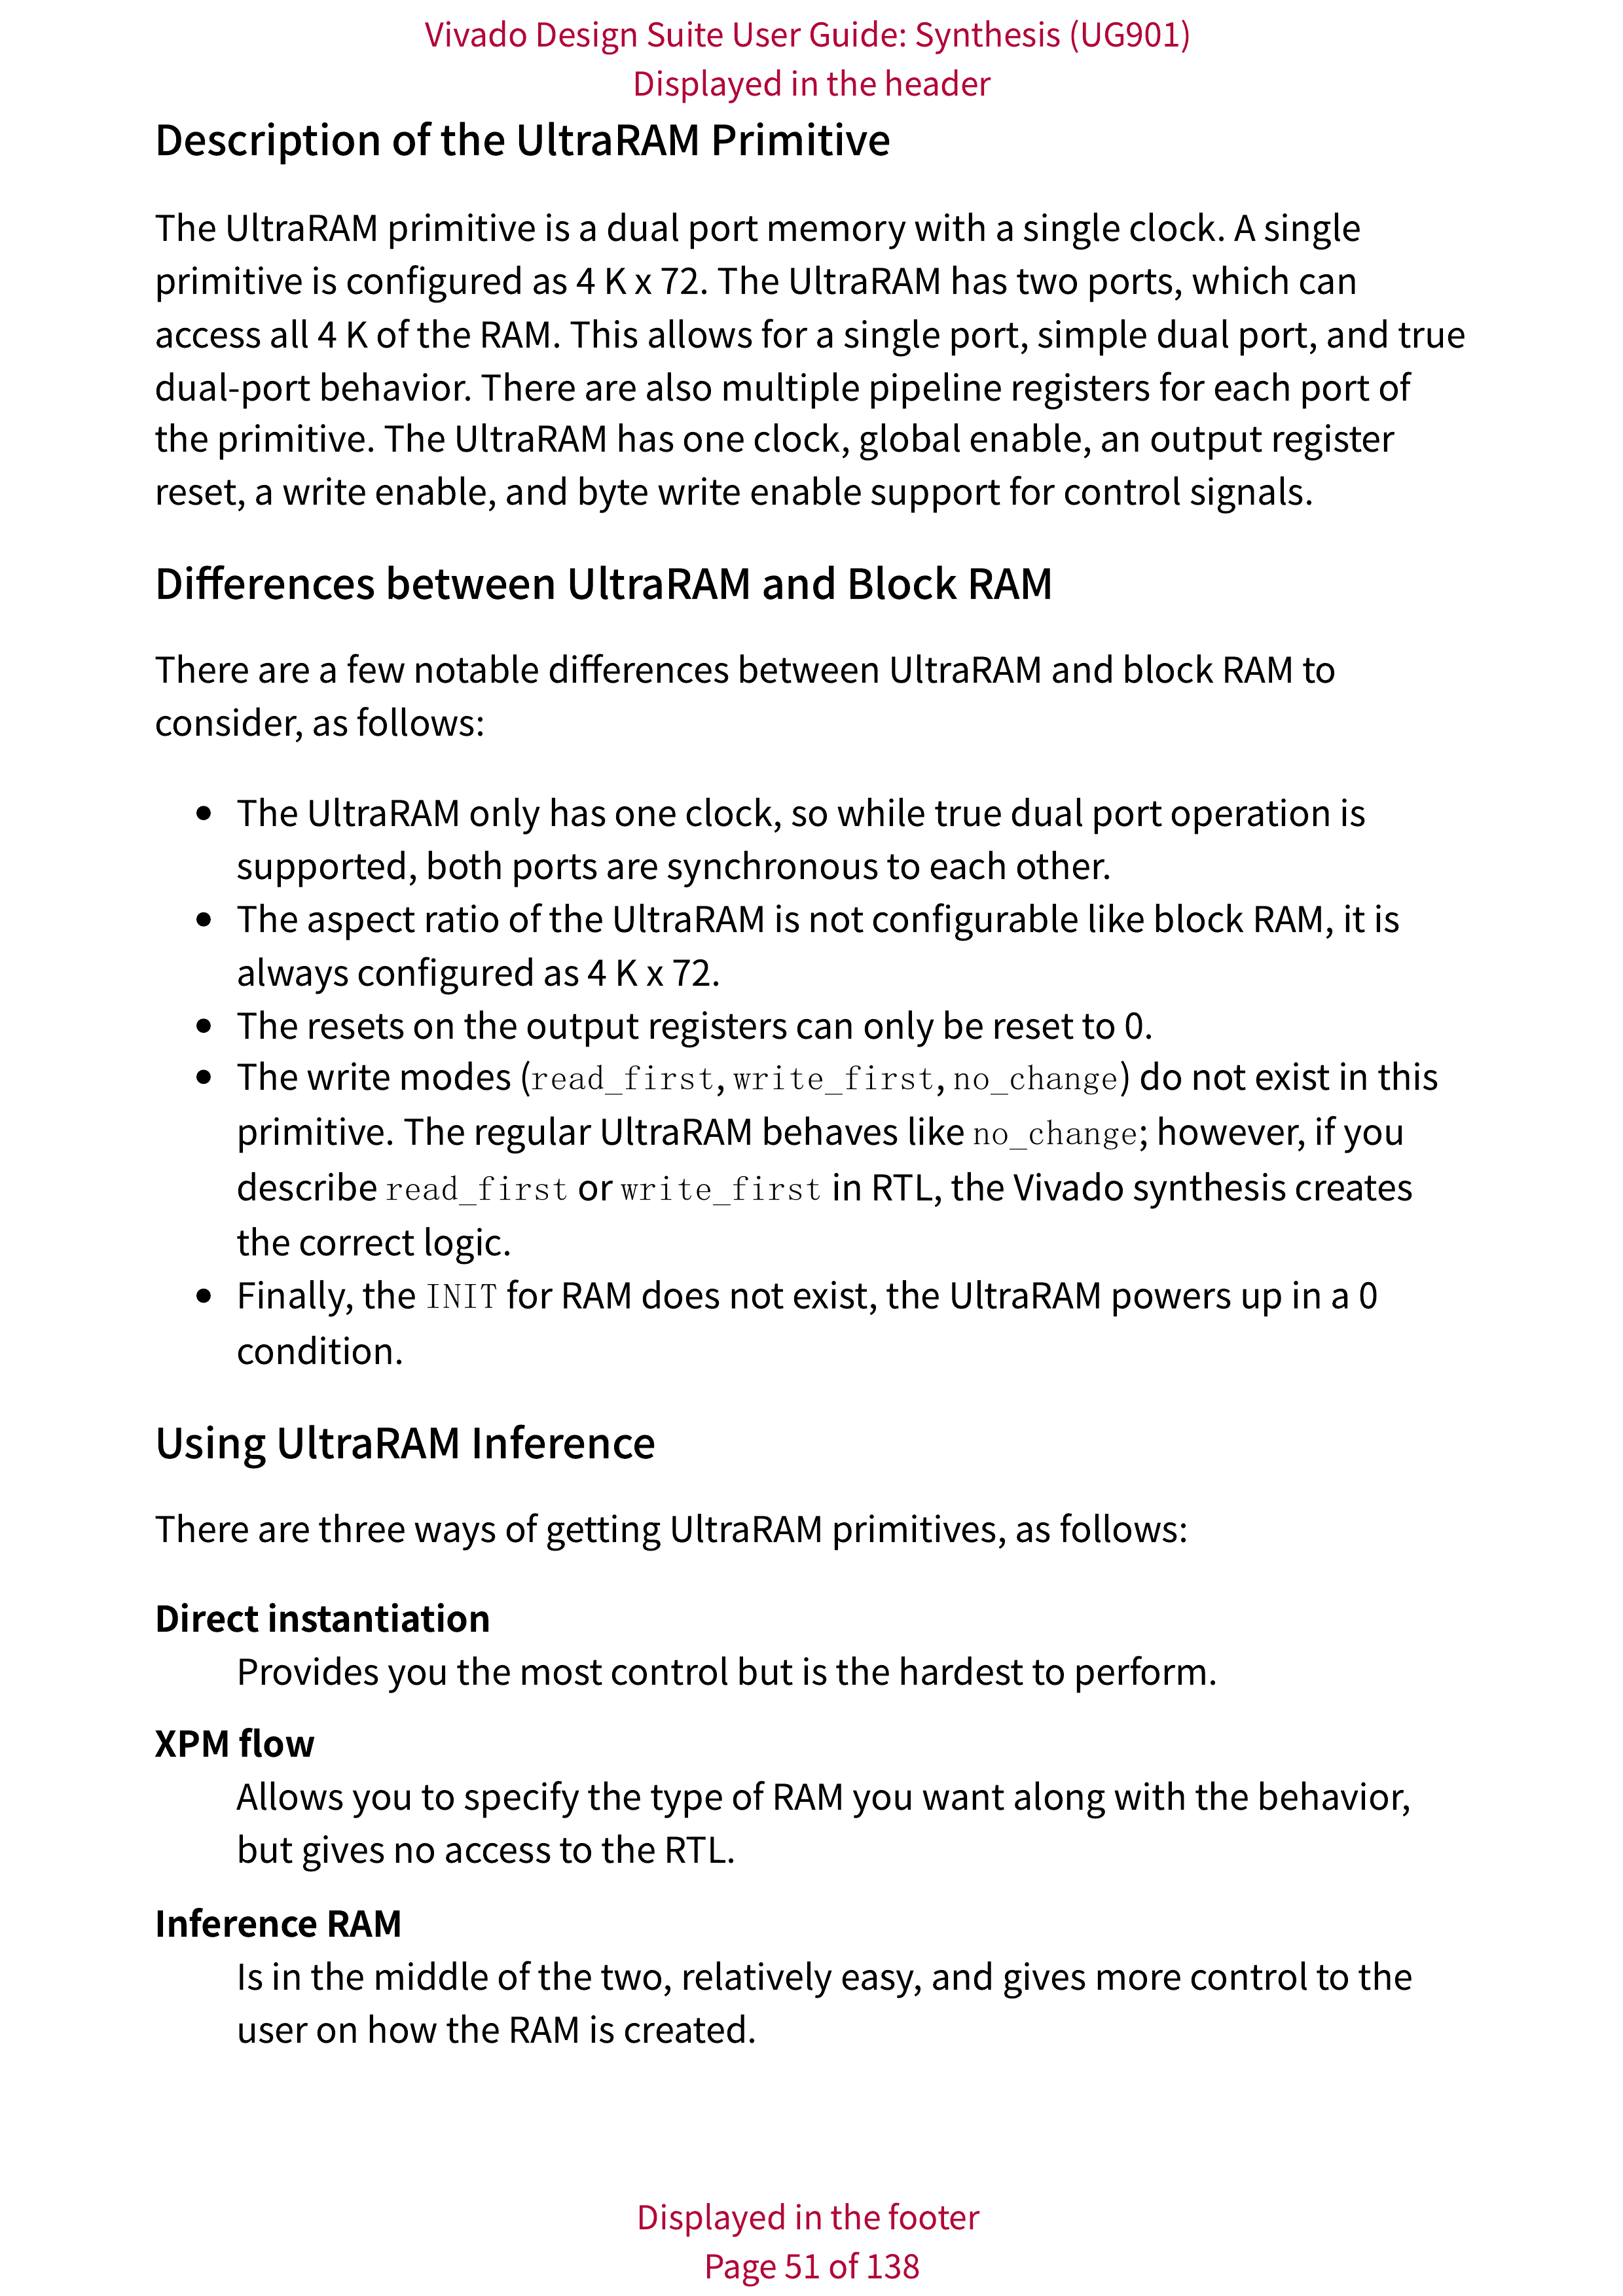 Vivado Design Suite User Guide: Synthesis (UG901)
Displayed in the header
Description of the UltraRAM Primitive
The UltraRAM primitive is a dual port memory with a single clock. A single
primitive is configured as 4 K x 72. The UltraRAM has two ports, which can
access all 4 K of the RAM. This allows for a single port, simple dual port, and true
dual-port behavior. There are also multiple pipeline registers for each port of
the primitive. The UltraRAM has one clock, global enable, an output register
reset, a write enable, and byte write enable support for control signals.
Differences between UltraRAM and Block RAM
There are a few notable differences between UltraRAM and block RAM to
consider, as follows:
• The UltraRAM only has one clock, so while true dual port operation is
supported, both ports are synchronous to each other.
• The aspect ratio of the UltraRAM is not configurable like block RAM, it is
always configured as 4 K x 72.
• The resets on the output registers can only be reset to 0.
• The write modes (read_first, write_first, no_change) do not exist in this
primitive. The regular UltraRAM behaves like no_change; however, if you
describe read_first or write_first in RTL, the Vivado synthesis creates
the correct logic.
• Finally, the INIT for RAM does not exist, the UltraRAM powers up in a 0
condition.
Using UltraRAM Inference
There are three ways of getting UltraRAM primitives, as follows:
Direct instantiation
Provides you the most control but is the hardest to perform.
XPM flow
Allows you to specify the type of RAM you want along with the behavior,
but gives no access to the RTL.
Inference RAM
Is in the middle of the two, relatively easy, and gives more control to the
user on how the RAM is created.
Displayed in the footer
Page 51 of 138